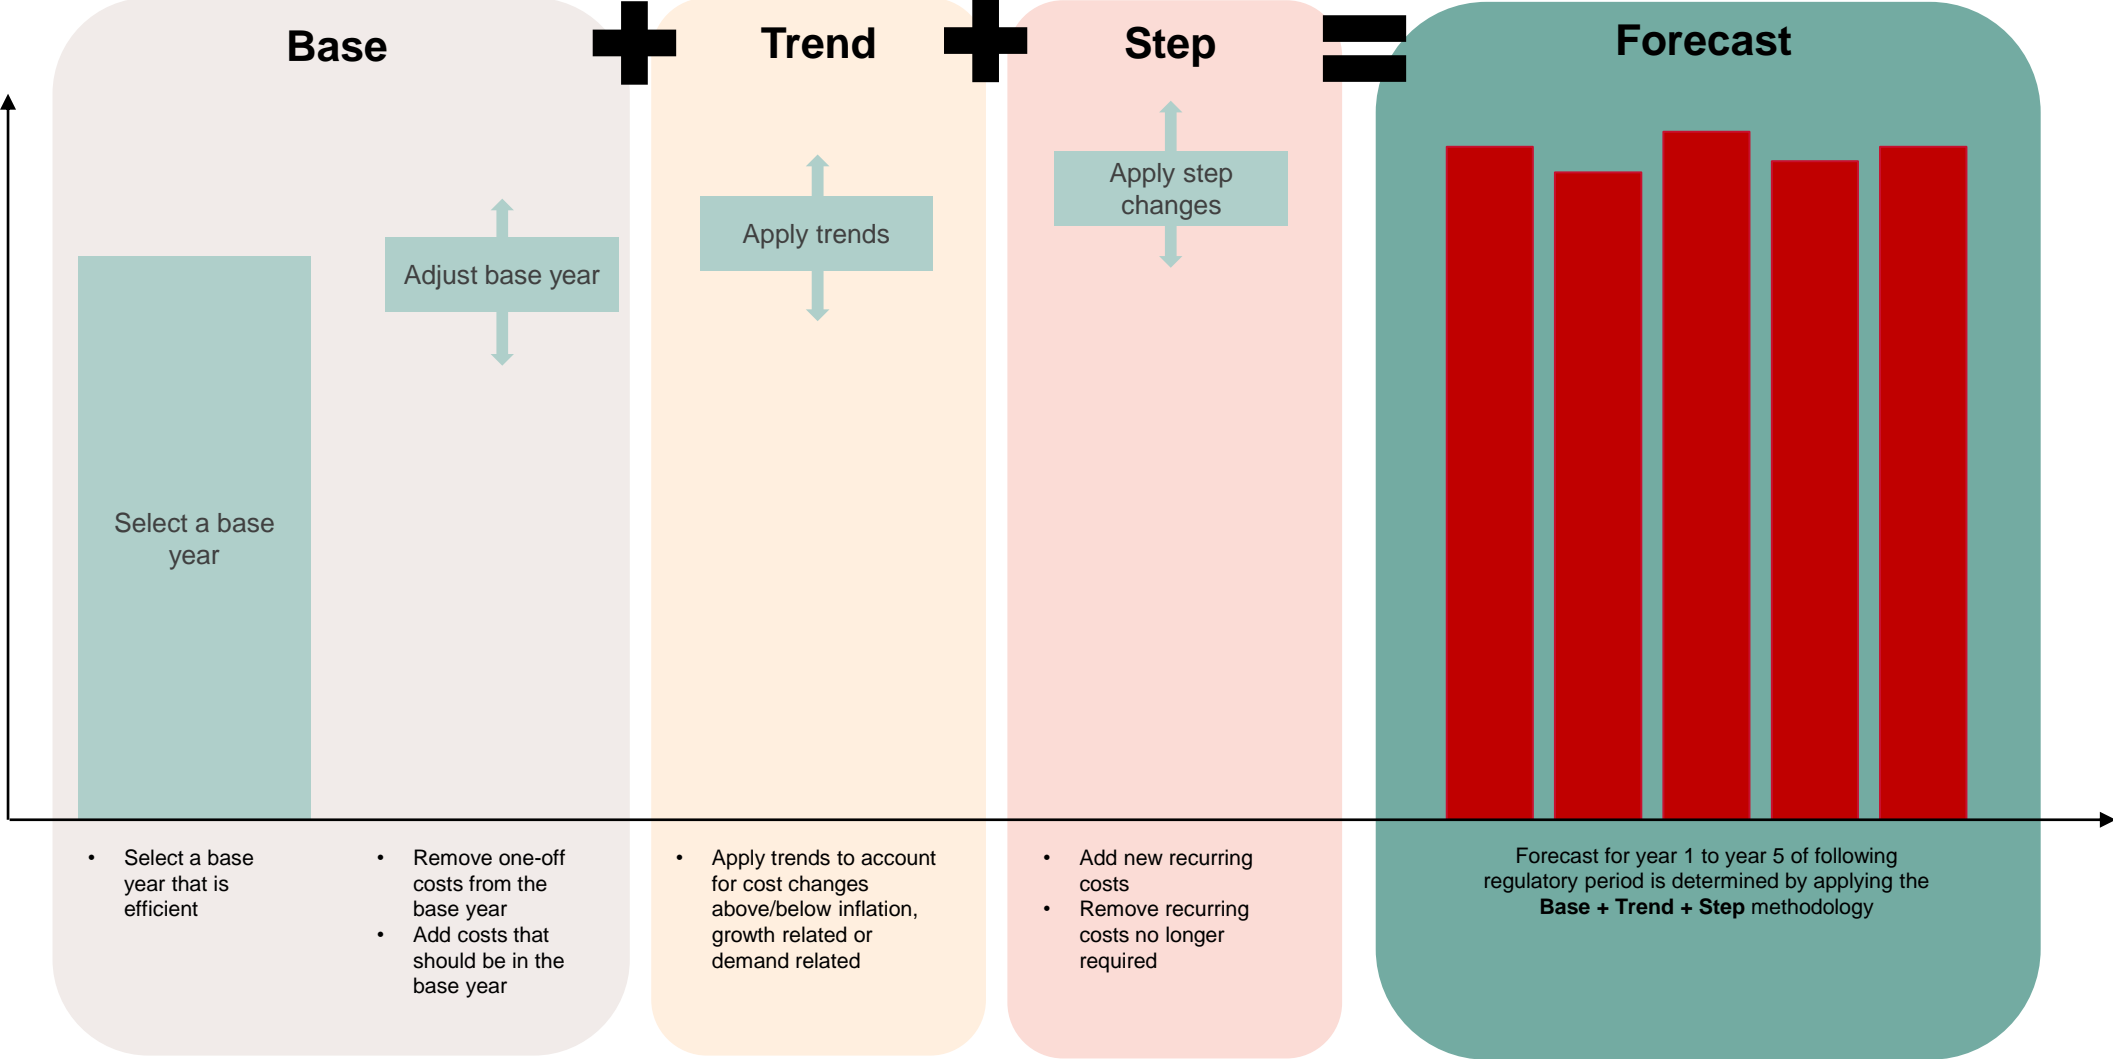 Base
Trend
Step
Forecast
Select a base
year
Adjust base year
Apply trends
Apply step
changes
• Select a base
year that is
efficient
• Remove one-off
costs from the
base year
• Add costs that
should be in the
base year
• Apply trends to account
for cost changes
above/below inflation,
growth related or
demand related
• Add new recurring
costs
• Remove recurring
costs no longer
required
Forecast for year 1 to year 5 of following
regulatory period is determined by applying the
Base + Trend + Step methodology